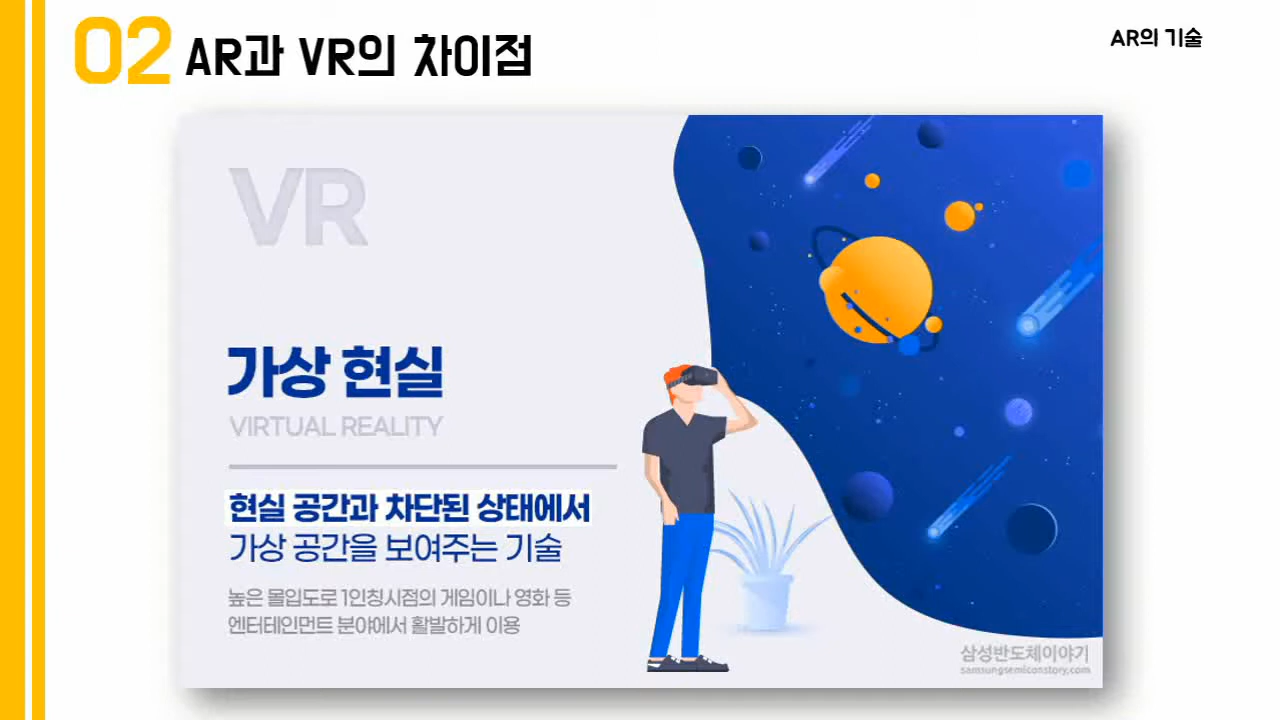 02 AR과 VR의 차이점
AR의 기술
VR
가상 현실
VIRTUAL REALITY
현실 공간과 차단된 상태에서
가상 공간을 보여주는 기술
높은 몰입도로 1인칭시점의 게임이나 영화 등
엔터테인먼트 분야에서 활발하게 이용
삼성반도체이야기
samsungsemiconstory.com